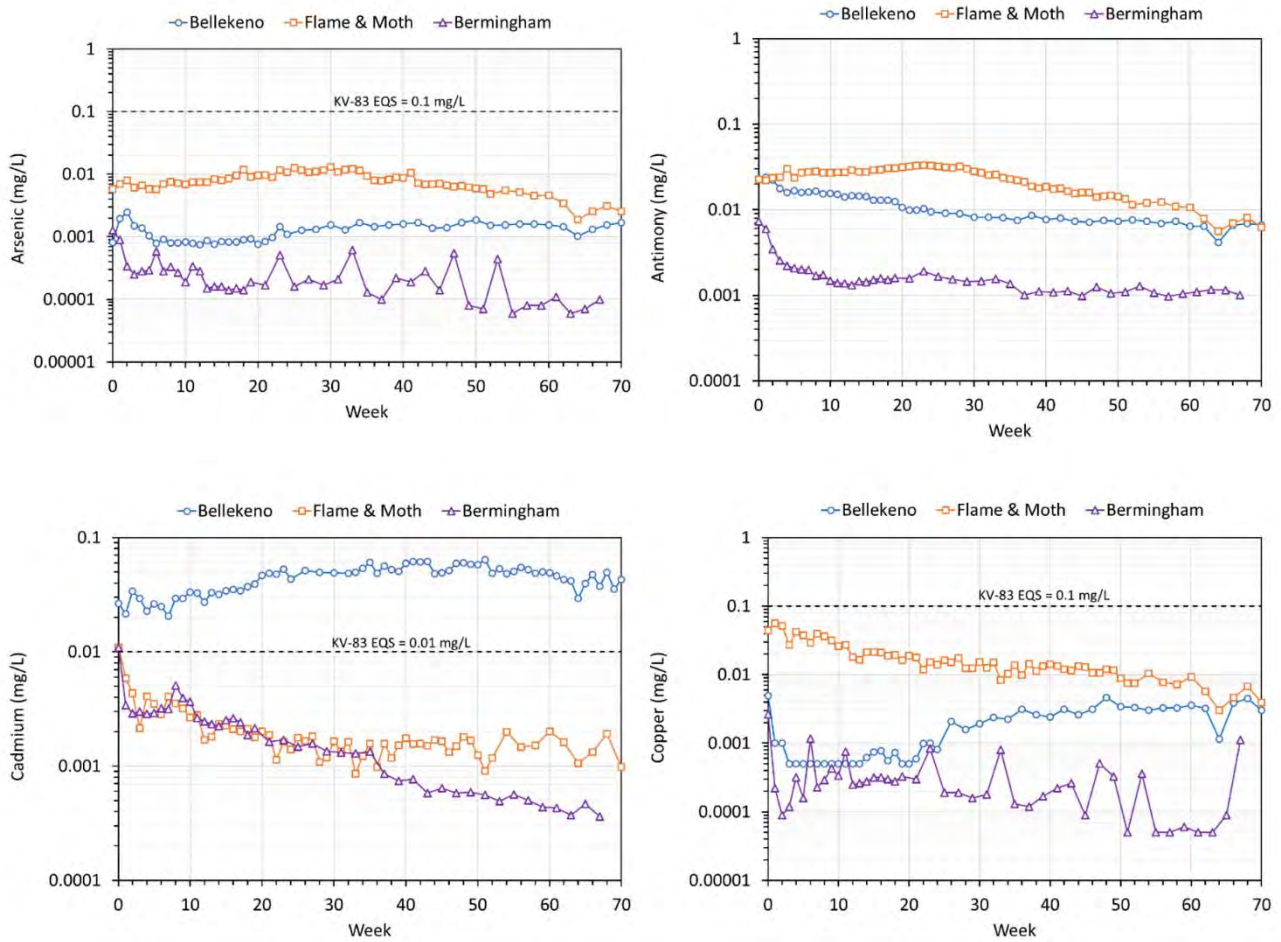 Bellekeno Flame & Moth Bermingham
1
KV-83 EQS = 0.1 mg/L
0.1
0.01
0.001
0.0001
0.00001
Arsenic (mg/L)
0 10 20 30 40 50 60 70
Week
Bellekeno Flame & Moth Bermingham
1
0.1
0.01
0.001
0.0001
Antimony (mg/L)
0 10 20 30 40 50 60 70
Week
Bellekeno Flame & Moth Bermingham
0.1
KV-83 EQS = 0.01 mg/L
0.01
0.001
0.0001
Cadmium (mg/L)
0 10 20 30 40 50 60 70
Week
Bellekeno Flame & Moth Bermingham
1
KV-83 EQS = 0.1 mg/L
0.1
0.01
0.001
0.0001
0.00001
Copper (mg/L)
0 10 20 30 40 50 60 70
Week